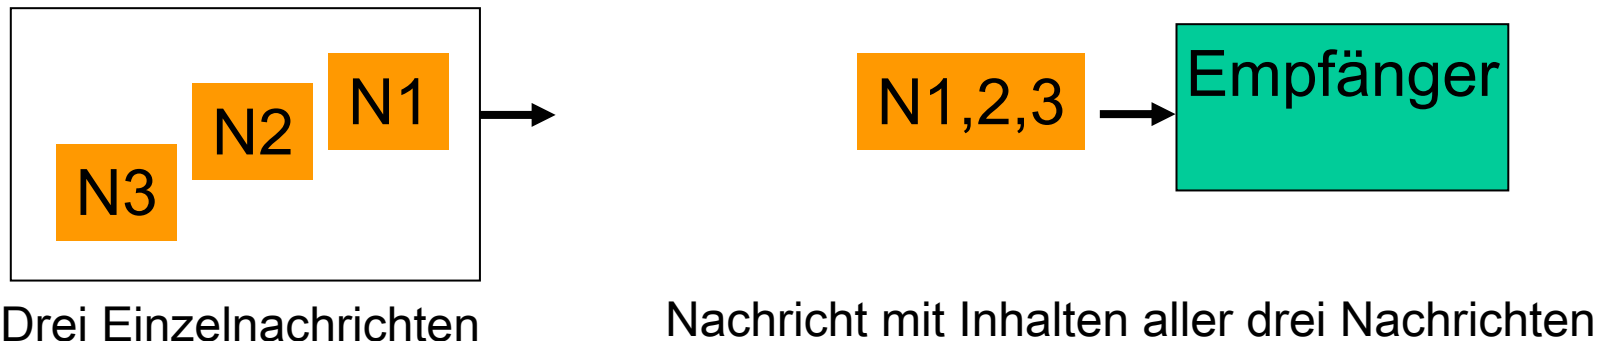 N1
N2
N3
N1,2,3
Empfänger
Drei Einzelnachrichten
Nachricht mit Inhalten aller drei Nachrichten